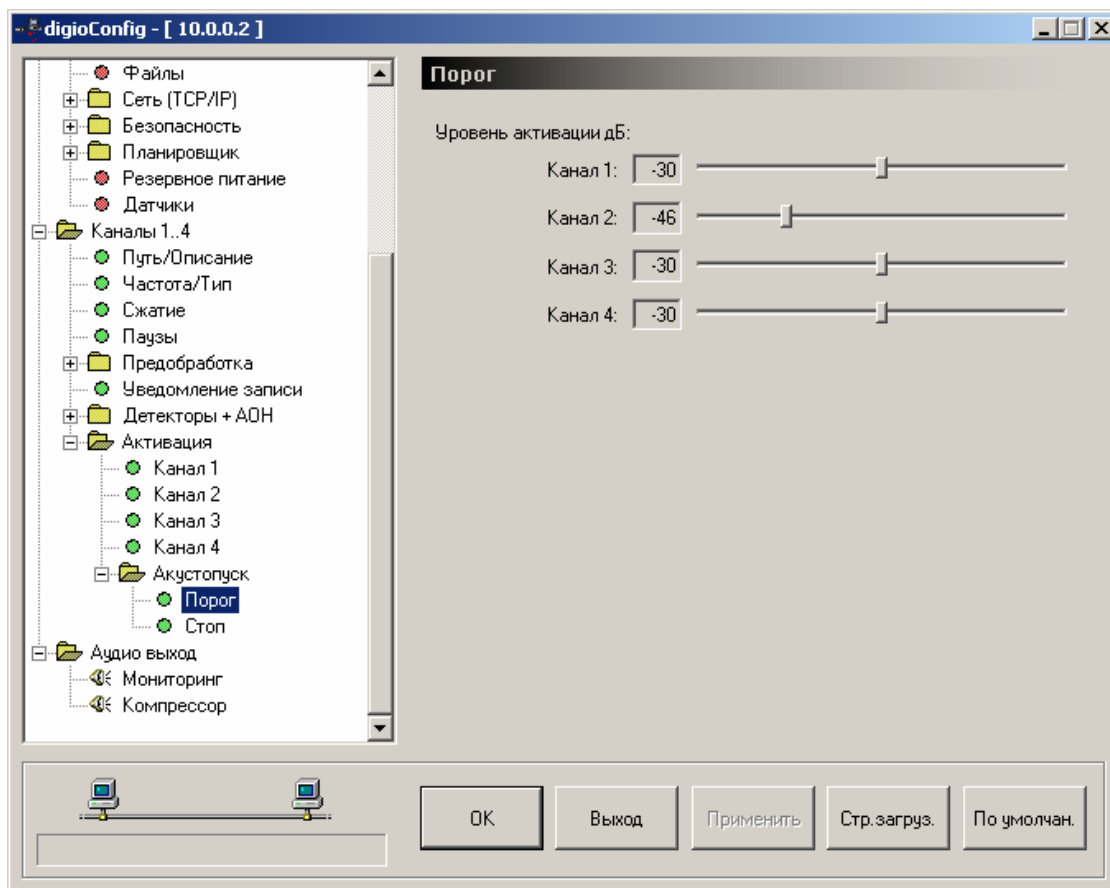 digioConfig - [ 10.0.0.2 ]
Файлы
Сеть (TCP/IP)
Безопасность
Планировщик
Резервное питание
Датчики
Каналы 1..4
Путь/Описание
Частота/Тип
Сжатие
Паузы
Предобработка
Уведомление записи
Детекторы + АОН
Активация
Канал 1
Канал 2
Канал 3
Канал 4
Акустопуск
Порог
Стоп
Аудио выход
Мониторинг
Компрессор
Порог
Уровень активации дБ:
Канал 1: -30
Канал 2: -46
Канал 3: -30
Канал 4: -30
OK
Выход
Применить
Стр.загруз.
По умолчан.